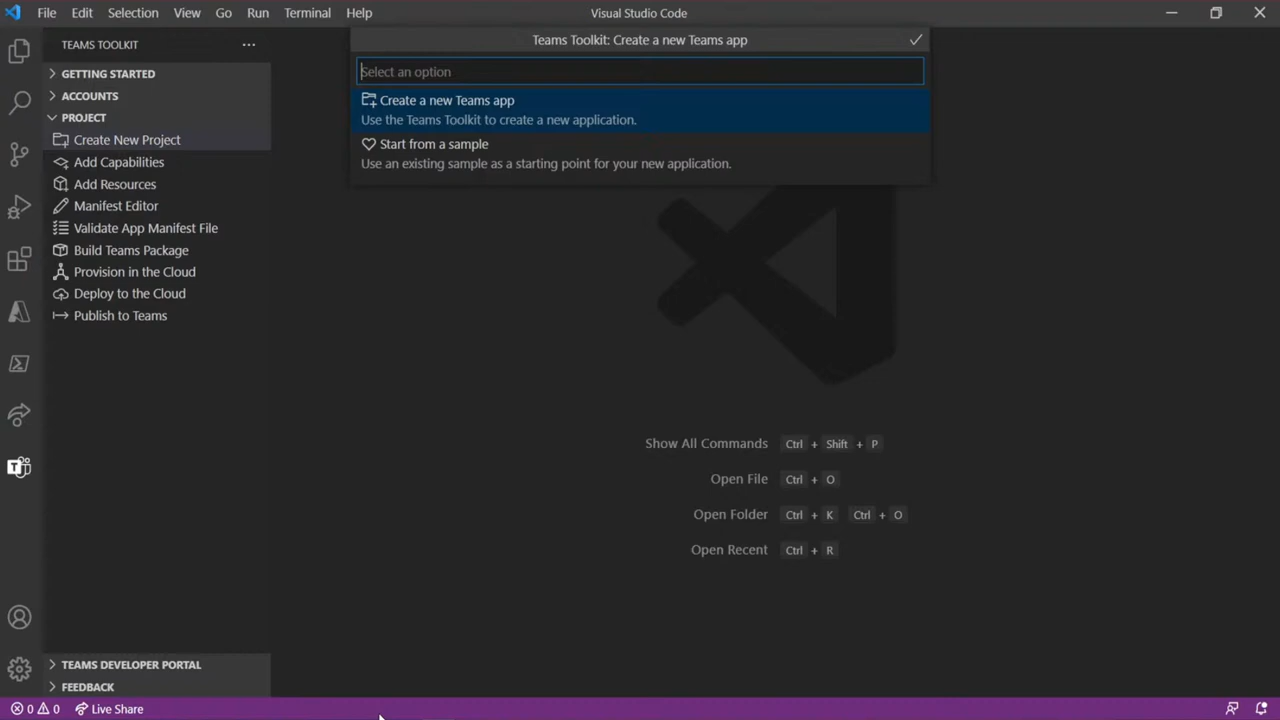 File Edit Selection View Go Run Terminal Help Visual Studio Code
TEAMS TOOLKIT
Teams Toolkit: Create a new Teams app
Select an option
Create a new Teams app
Use the Teams Toolkit to create a new application.
Start from a sample
Use an existing sample as a starting point for your new application.
GETTING STARTED
ACCOUNTS
PROJECT
Create New Project
Add Capabilities
Add Resources
Manifest Editor
Validate App Manifest File
Build Teams Package
Provision in the Cloud
Deploy to the Cloud
Publish to Teams
Show All Commands Ctrl + Shift + P
Open File Ctrl + O
Open Folder Ctrl + K Ctrl + O
Open Recent Ctrl + R
TEAMS DEVELOPER PORTAL
FEEDBACK
0 0 Live Share